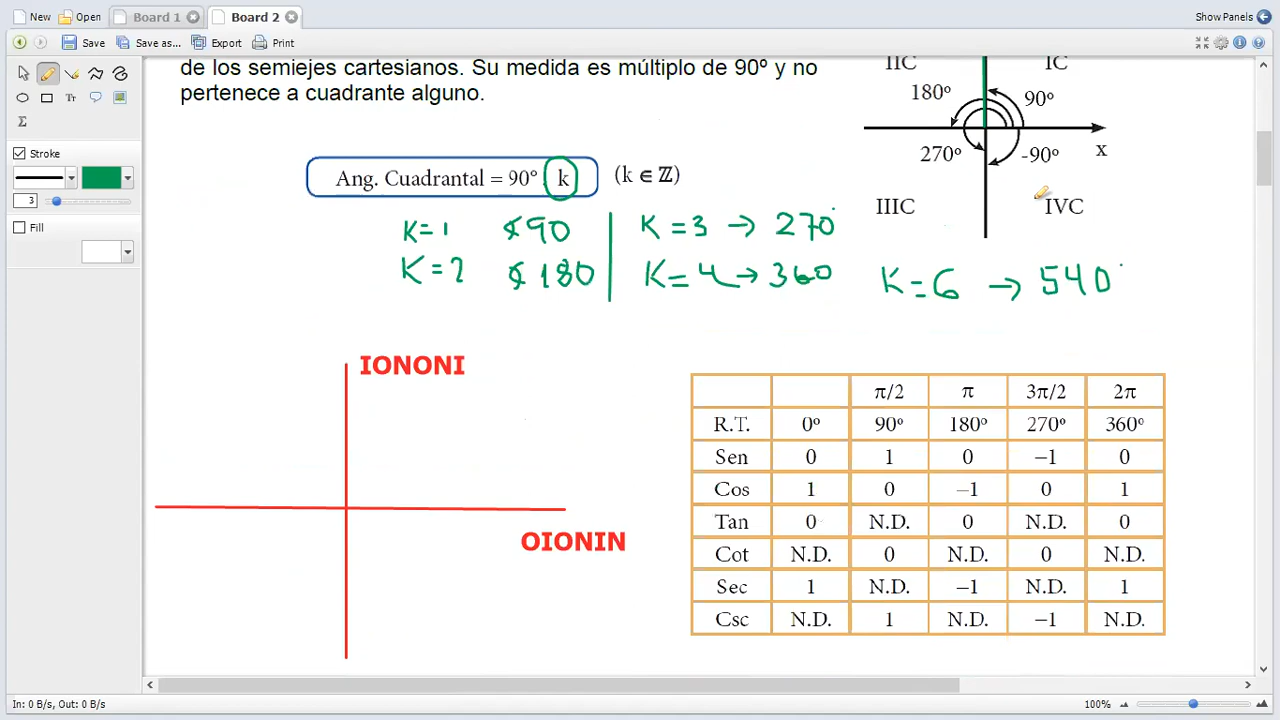 New Open Board 1 Board 2 Show Panels
Save Save as... Export Print
Stroke
3
Fill
de los semiejes cartesianos. Su medida es múltiplo de 90º y no
pertenece a cuadrante alguno.
Ang. Cuadrantal = 90º . k (k ∈ ℤ)
K=1 ∢90
K=2 ∢180
K=3 → 270°
K=4 → 360
K=6 → 540°
IIC IC
180º 90º
270º -90º x
IIIC IVC
IONONI
OIONIN
π/2 π 3π/2 2π
R.T. 0º 90º 180º 270º 360º
Sen 0 1 0 –1 0
Cos 1 0 –1 0 1
Tan 0 N.D. 0 N.D. 0
Cot N.D. 0 N.D. 0 N.D.
Sec 1 N.D. –1 N.D. 1
Csc N.D. 1 N.D. –1 N.D.
In: 0 B/s, Out: 0 B/s 100%